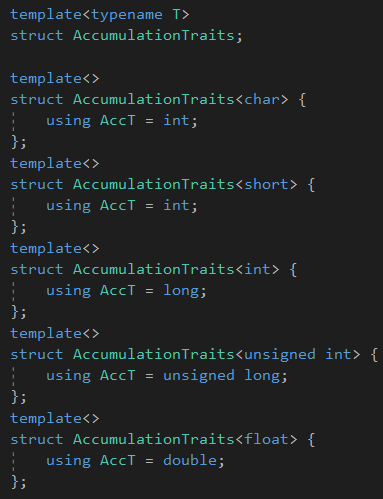 template<typename T>
struct AccumulationTraits;

template<>
struct AccumulationTraits<char> {
    using AccT = int;
};
template<>
struct AccumulationTraits<short> {
    using AccT = int;
};
template<>
struct AccumulationTraits<int> {
    using AccT = long;
};
template<>
struct AccumulationTraits<unsigned int> {
    using AccT = unsigned long;
};
template<>
struct AccumulationTraits<float> {
    using AccT = double;
};